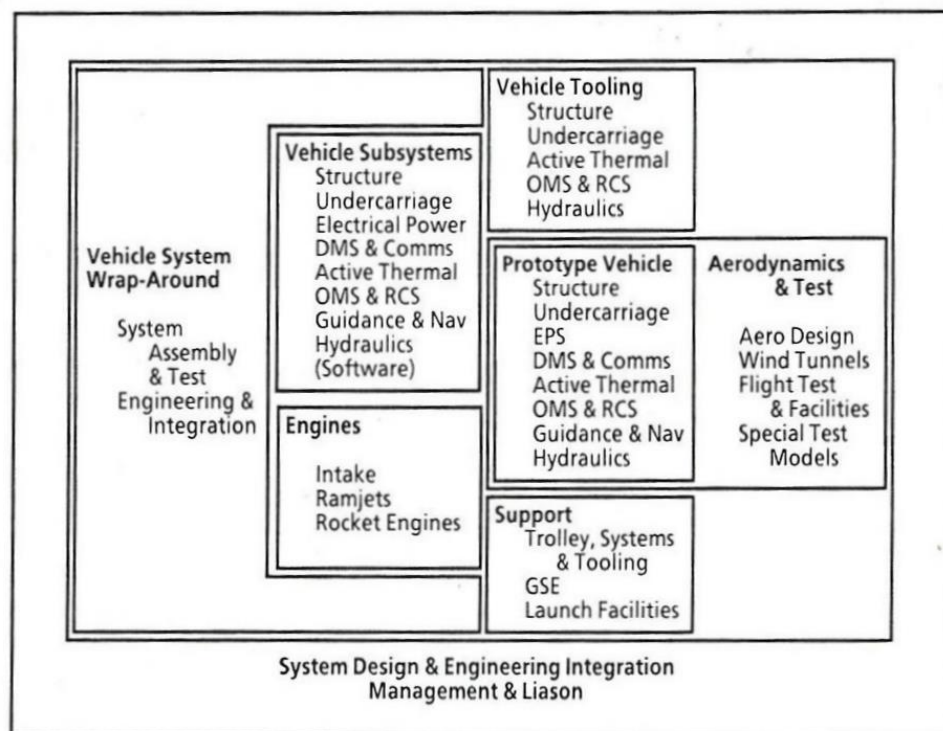 Vehicle System
Wrap-Around
System
Assembly
& Test
Engineering &
Integration
Vehicle Subsystems
Structure
Undercarriage
Electrical Power
DMS & Comms
Active Thermal
OMS & RCS
Guidance & Nav
Hydraulics
(Software)
Engines
Intake
Ramjets
Rocket Engines
Vehicle Tooling
Structure
Undercarriage
Active Thermal
OMS & RCS
Hydraulics
Prototype Vehicle
Structure
Undercarriage
EPS
DMS & Comms
Active Thermal
OMS & RCS
Guidance & Nav
Hydraulics
Aerodynamics
& Test
Aero Design
Wind Tunnels
Flight Test
& Facilities
Special Test
Models
Support
Trolley, Systems
& Tooling
GSE
Launch Facilities
System Design & Engineering Integration
Management & Liason